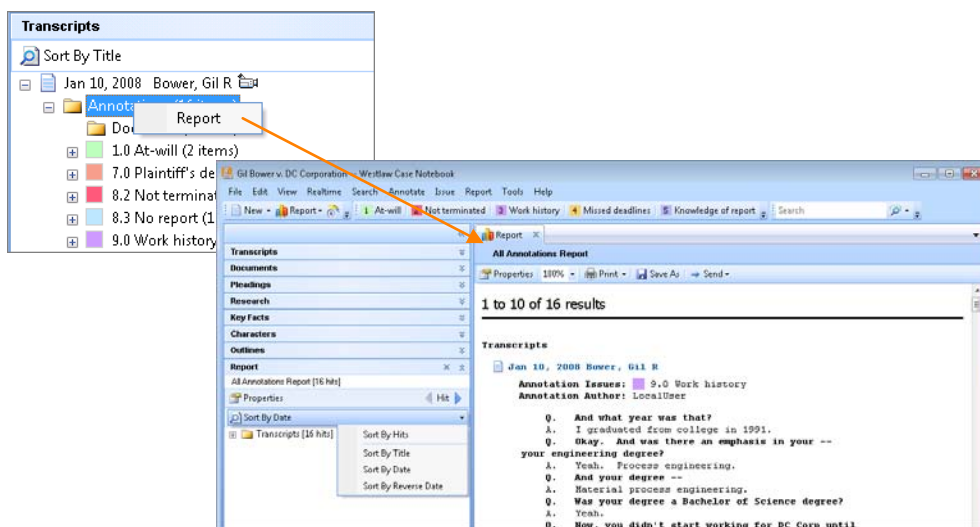 Transcripts
Sort By Title
Jan 10, 2008 Bower, Gil R
Report
1.0 At-will (2 items)
7.0 Plaintiff's de
8.2 Not terminat
8.3 No report (1
9.0 Work history
Gil Bower v. DC Corporation - Westlaw Case Notebook
File Edit View Realtime Search Annotate Issue Report Tools Help
New Report 1 At-will Not terminated 3 Work history 4 Missed deadlines 5 Knowledge of report Search
Report
Transcripts
Documents
Pleadings
Research
Key Facts
Characters
Outlines
Report
All Annotations Report [16 hits]
Properties Hit
Sort By Date
Transcripts [16 hits]
Sort By Hits
Sort By Title
Sort By Date
Sort By Reverse Date
All Annotations Report
Properties 100% Print Save As Send
1 to 10 of 16 results
Transcripts
Jan 10, 2008 Bower, Gil R
Annotation Issues: 9.0 Work history
Annotation Author: LocalUser
Q. And what year was that?
A. I graduated from college in 1991.
Q. Okay. And was there an emphasis in your --
your engineering degree?
A. Yeah. Process engineering.
Q. And your degree --
A. Material process engineering.
Q. Was your degree a Bachelor of Science degree?
A. Yeah.
Q. Now, you didn't start working for DC Corp until